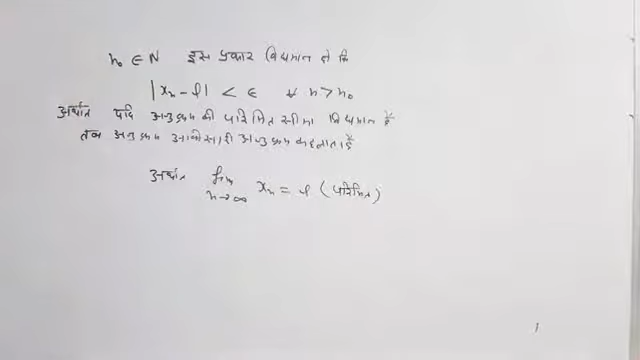 n₀ ∈ N इस प्रकार विद्यमान हो कि
|xₙ - l| < ε ∀ n > n₀
अर्थात यदि अनुक्रम की परिमित सीमा विद्यमान है
तब अनुक्रम अभिसारी अनुक्रम कहलाता है
अर्थात lim n→∞ xₙ = l (परिमित)
1